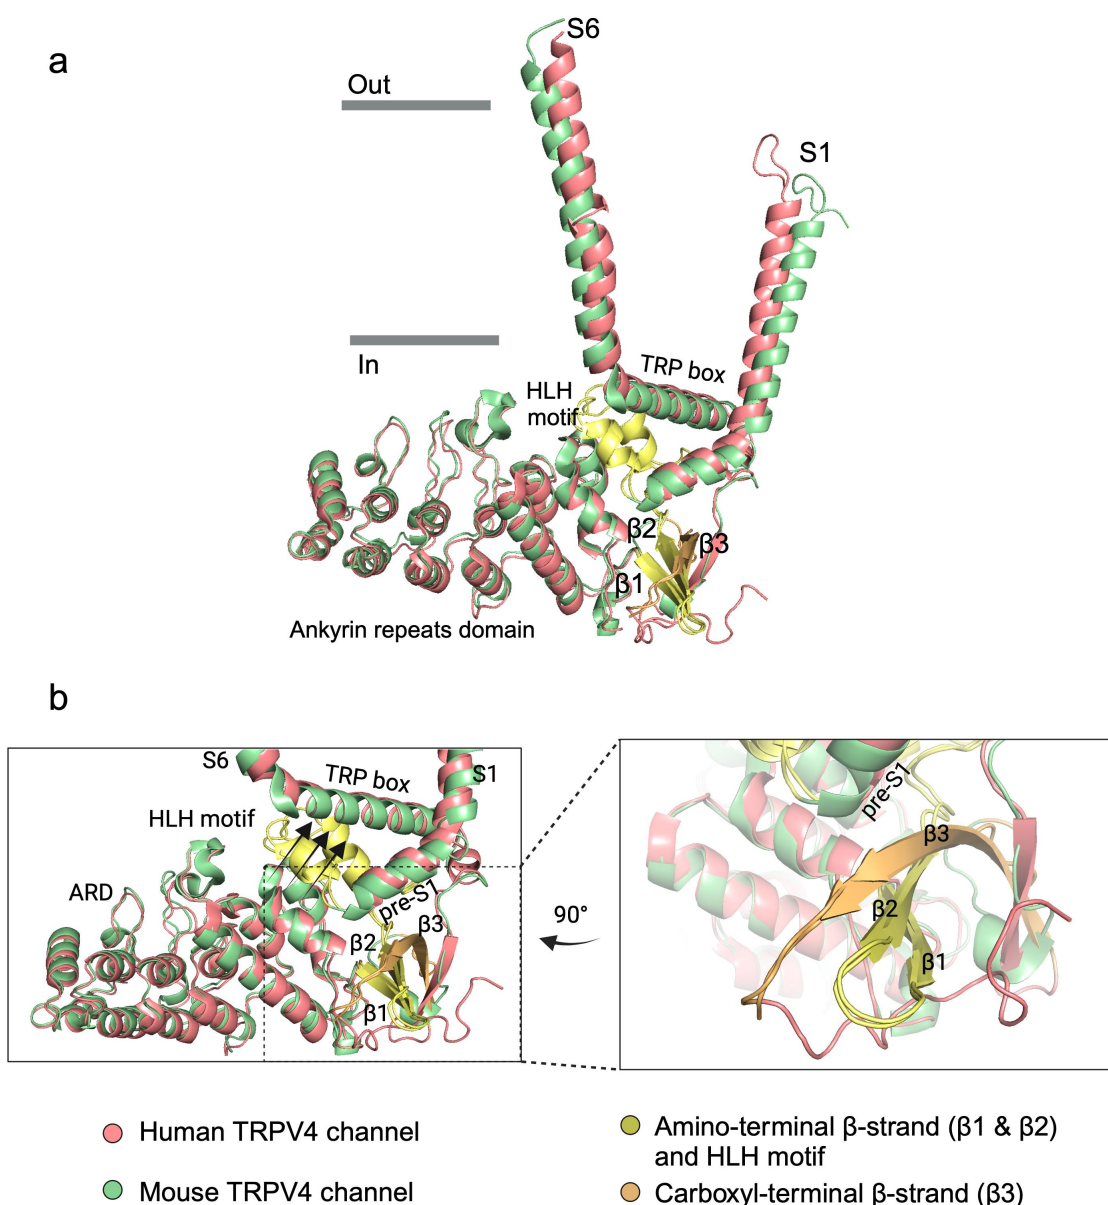 a
S6
Out
S1
In
TRP box
HLH
motif
β2
β3
β1
Ankyrin repeats domain
b
S6
TRP box
S1
HLH motif
ARD
pre-S1
β3
β2
β1
90°
pre-S1
β3
β2
β1
Human TRPV4 channel
Mouse TRPV4 channel
Amino-terminal β-strand (β1 & β2)
and HLH motif
Carboxyl-terminal β-strand (β3)